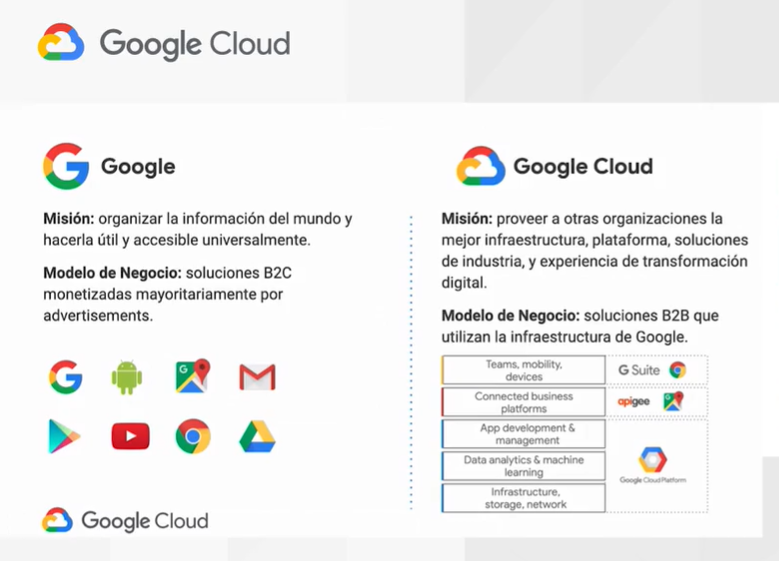 Google Cloud
Google
Misión: organizar la información del mundo y
hacerla útil y accesible universalmente.
Modelo de Negocio: soluciones B2C
monetizadas mayoritariamente por
advertisements.
Google Cloud
Misión: proveer a otras organizaciones la
mejor infraestructura, plataforma, soluciones
de industria, y experiencia de transformación
digital.
Modelo de Negocio: soluciones B2B que
utilizan la infraestructura de Google.
Teams, mobility,
devices
G Suite
Connected business
platforms
apigee
App development &
management
Data analytics & machine
learning
Infrastructure,
storage, network
Google Cloud Platform
Google Cloud